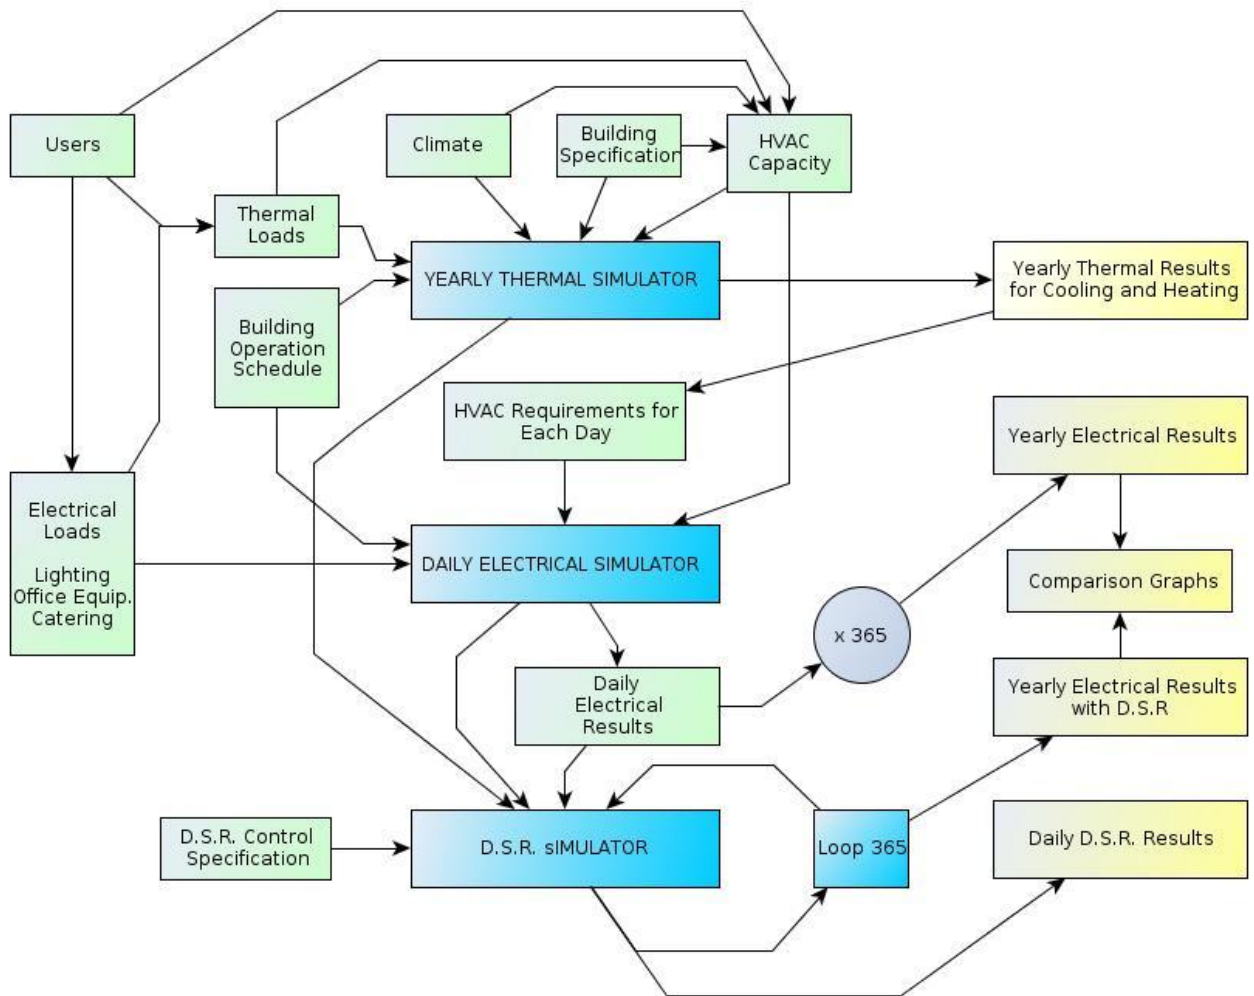 Users
Climate
Building
Specification
HVAC
Capacity
Thermal
Loads
YEARLY THERMAL SIMULATOR
Yearly Thermal Results
for Cooling and Heating
Building
Operation
Schedule
HVAC Requirements for
Each Day
Yearly Electrical Results
Electrical
Loads
Lighting
Office Equip.
Catering
DAILY ELECTRICAL SIMULATOR
Comparison Graphs
x 365
Daily
Electrical
Results
Yearly Electrical Results
with D.S.R
D.S.R. Control
Specification
D.S.R. sIMULATOR
Loop 365
Daily D.S.R. Results